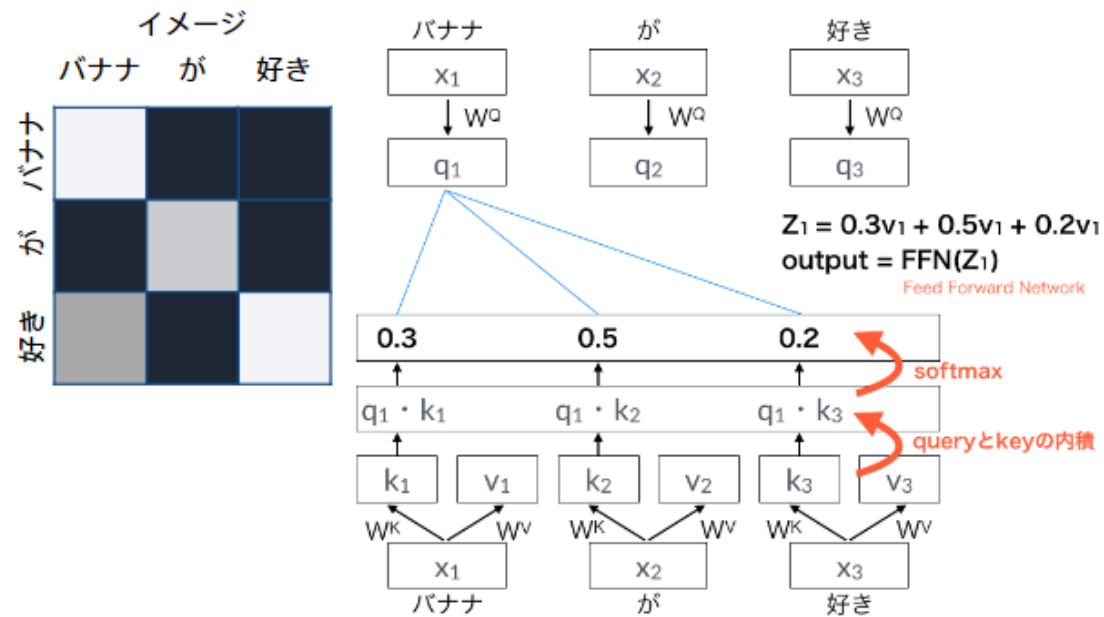 イメージ
バナナ が 好き
バナナ
が
好き
バナナ が 好き
x₁ x₂ x₃
Wᴼ Wᴼ Wᴼ
q₁ q₂ q₃
Z₁ = 0.3v₁ + 0.5v₁ + 0.2v₁
output = FFN(Z₁)
Feed Forward Network
0.3 0.5 0.2
softmax
q₁・k₁ q₁・k₂ q₁・k₃
queryとkeyの内積
k₁ v₁ k₂ v₂ k₃ v₃
Wᴷ Wⱽ Wᴷ Wⱽ Wᴷ Wⱽ
x₁ x₂ x₃
バナナ が 好き